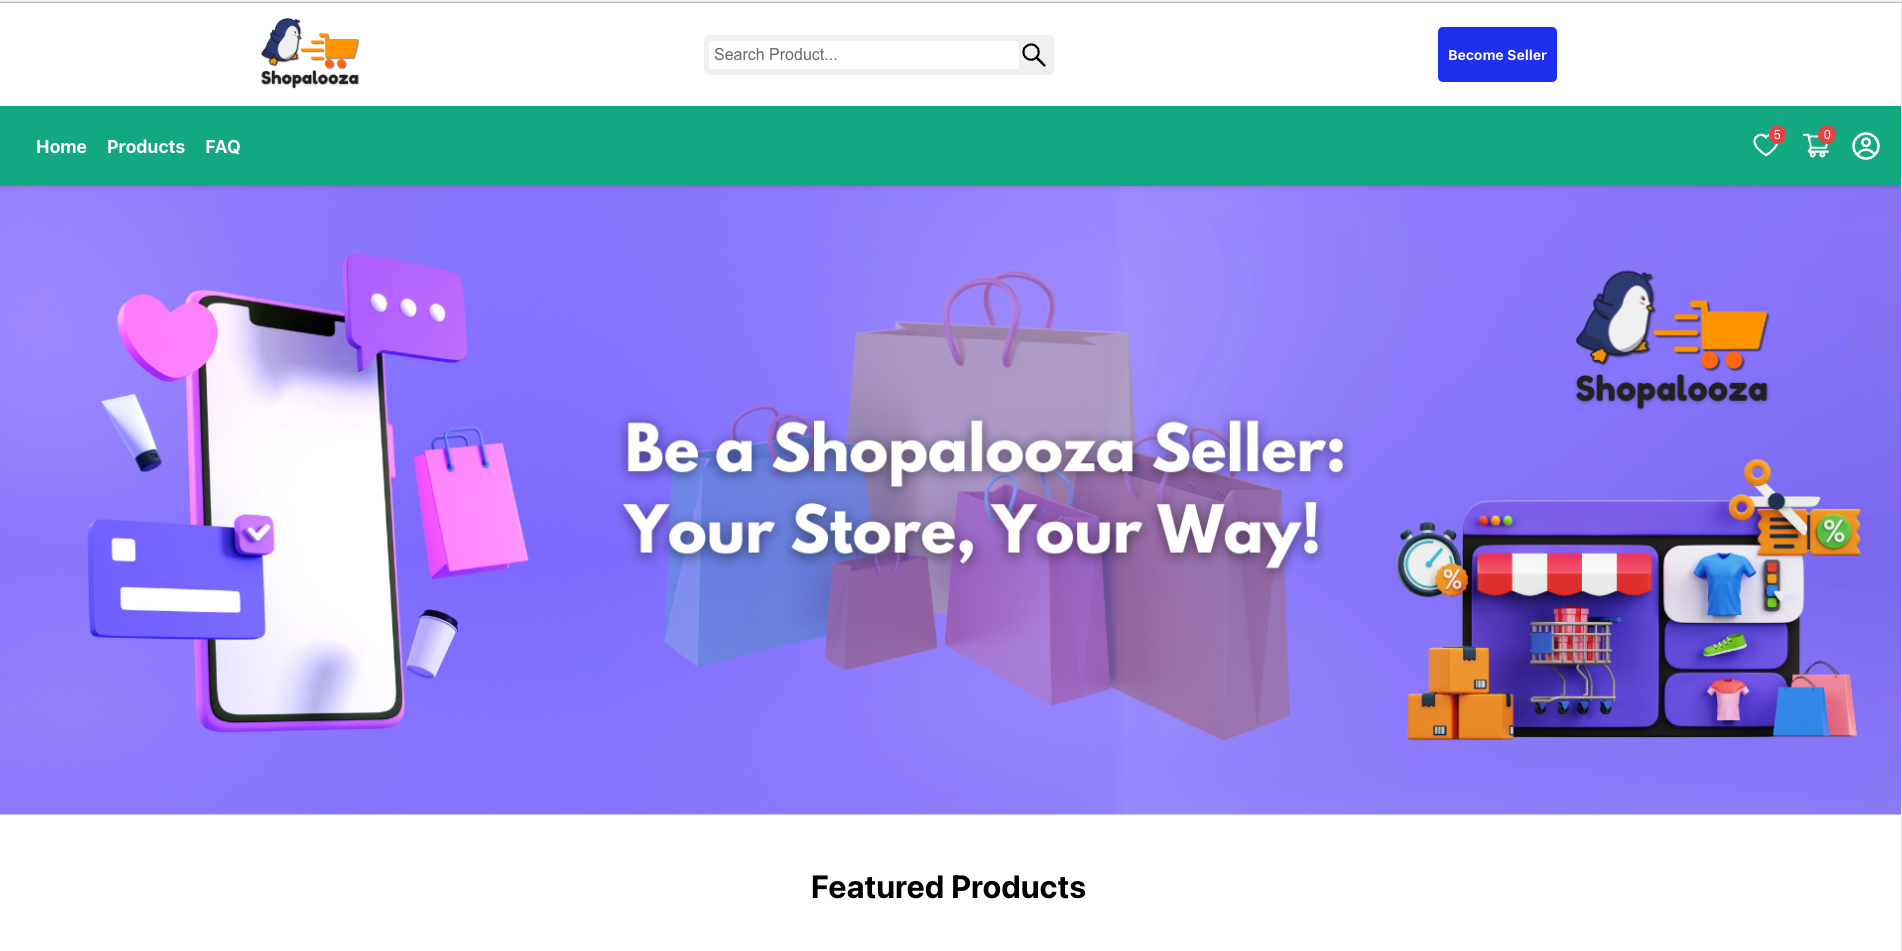 Shopalooza
Search Product...
Become Seller
Home
Products
FAQ
5
0
Shopalooza
Be a Shopalooza Seller:
Your Store, Your Way!
%
%
Featured Products